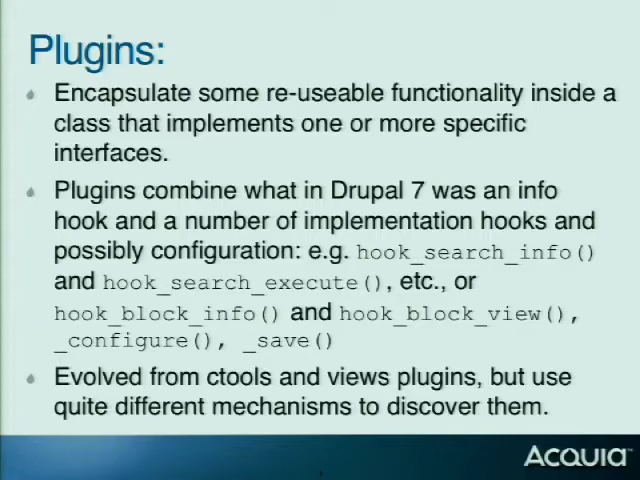 Plugins:
Encapsulate some re-useable functionality inside a
class that implements one or more specific
interfaces.
Plugins combine what in Drupal 7 was an info
hook and a number of implementation hooks and
possibly configuration: e.g. hook_search_info()
and hook_search_execute(), etc., or
hook_block_info() and hook_block_view(),
_configure(), _save()
Evolved from ctools and views plugins, but use
quite different mechanisms to discover them.
ACQUIA